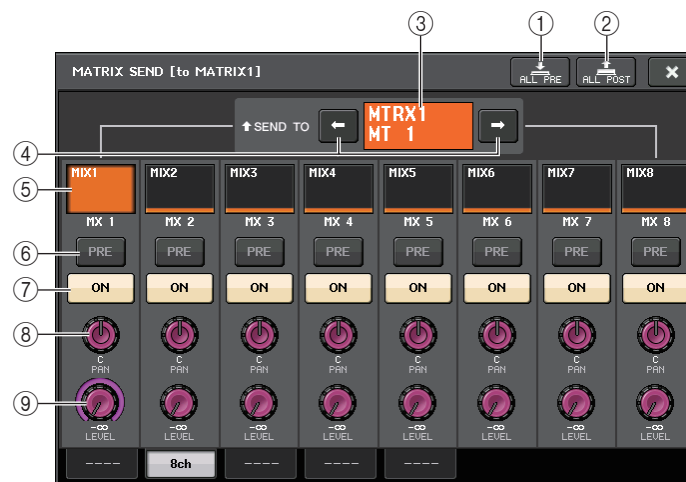 ① ② ③
MATRIX SEND [to MATRIX1] ALL PRE ALL POST ×
SEND TO MTRX1
MT 1
④
⑤ MIX1 MIX2 MIX3 MIX4 MIX5 MIX6 MIX7 MIX8
MX 1 MX 2 MX 3 MX 4 MX 5 MX 6 MX 7 MX 8
⑥ PRE PRE PRE PRE PRE PRE PRE PRE
⑦ ON ON ON ON ON ON ON ON
⑧
C C C C C C C C
PAN PAN PAN PAN PAN PAN PAN PAN
⑨
-∞ -∞ -∞ -∞ -∞ -∞ -∞ -∞
LEVEL LEVEL LEVEL LEVEL LEVEL LEVEL LEVEL LEVEL
---- 8ch ---- ---- ----